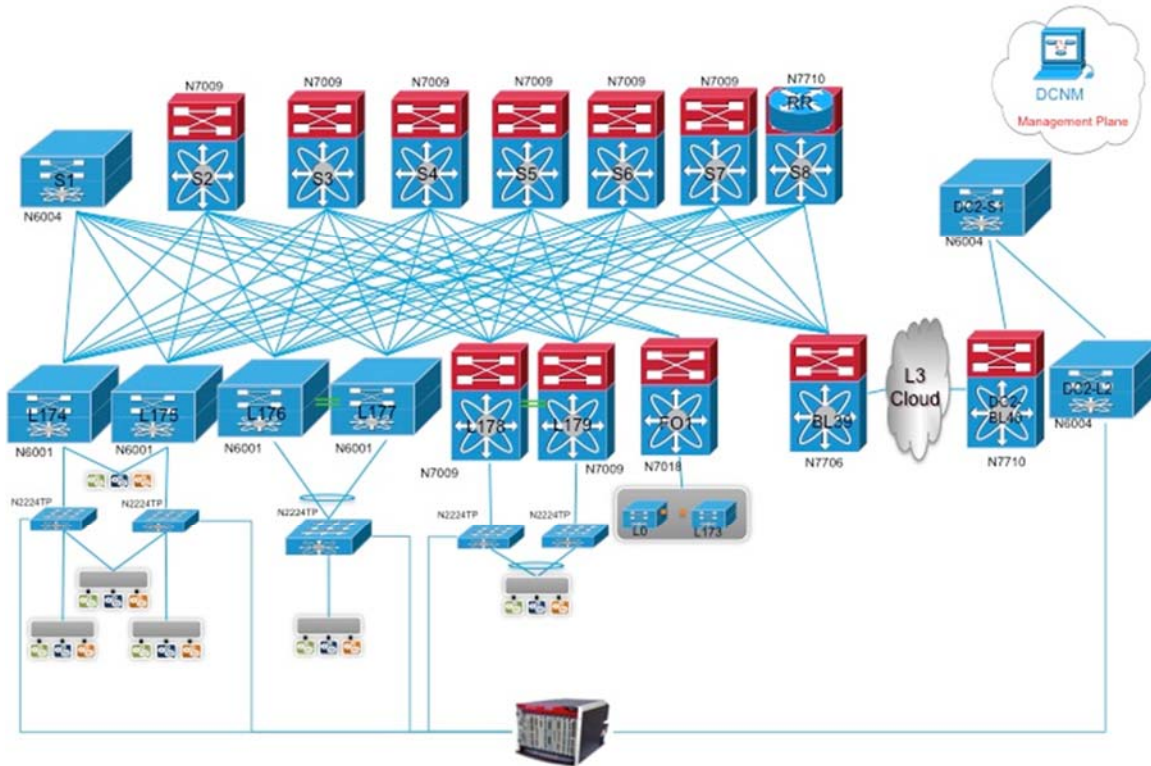 N7009
N7009
N7009
N7009
N7009
N7009
N7710
RR
DCNM
Management Plane
S1
S2
S3
S4
S5
S6
S7
S8
N6004
DC2-S1
N6004
L174
L175
L176
L177
L178
L179
FO1
BL39
L3
Cloud
DC2-
BL40
DC2-L2
N6001
N6001
N6001
N6001
N7009
N7009
N7018
N7706
N7710
N6004
N2224TP
N2224TP
N2224TP
N2224TP
N2224TP
L0
L173